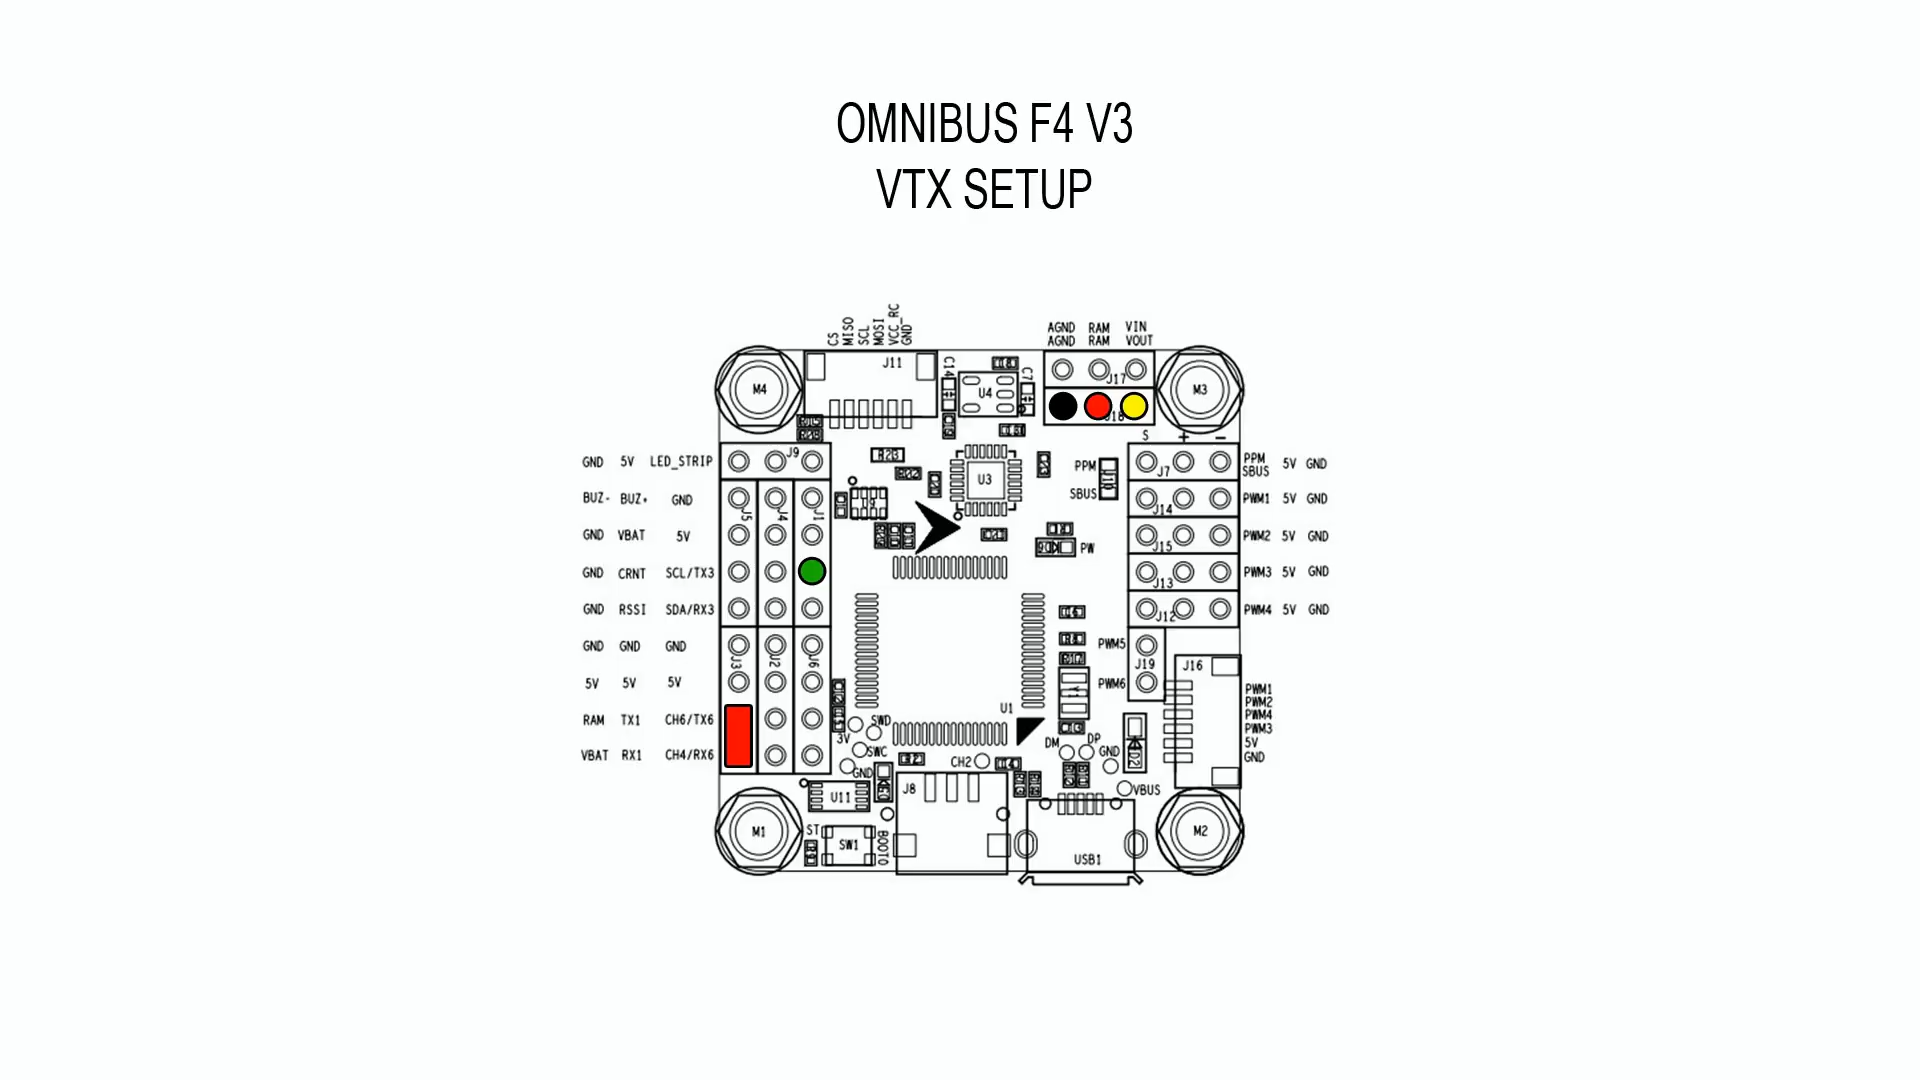 OMNIBUS F4 V3
VTX SETUP
CS
MISO
SCL
MOSI
VCC_RC
GND
AGND RAM VIN
AGND RAM VOUT
M4
J11
C14
U4
C7
J17
M3
J18
S + -
GND 5V LED_STRIP
J9
R23
U3
PPM
SBUS
J7
PPM 5V GND
SBUS
BUZ- BUZ+ GND
J5 J4 J1
J14
PWM1 5V GND
GND VBAT 5V
PW
J15
PWM2 5V GND
GND CRNT SCL/TX3
J13
PWM3 5V GND
GND RSSI SDA/RX3
J12
PWM4 5V GND
GND GND GND
J3 J2 J6
PWM5
J19
J16
5V 5V 5V
PWM6
Y1
PWM1
PWM2
PWM4
PWM3
5V
GND
RAM TX1 CH6/TX6
U1
SWD
3V
SWC
DM DP
GND
VBAT RX1 CH4/RX6
GND
CH2
D2
VBUS
U11
J8
M1
ST
SW1
BOOT0
USB1
M2